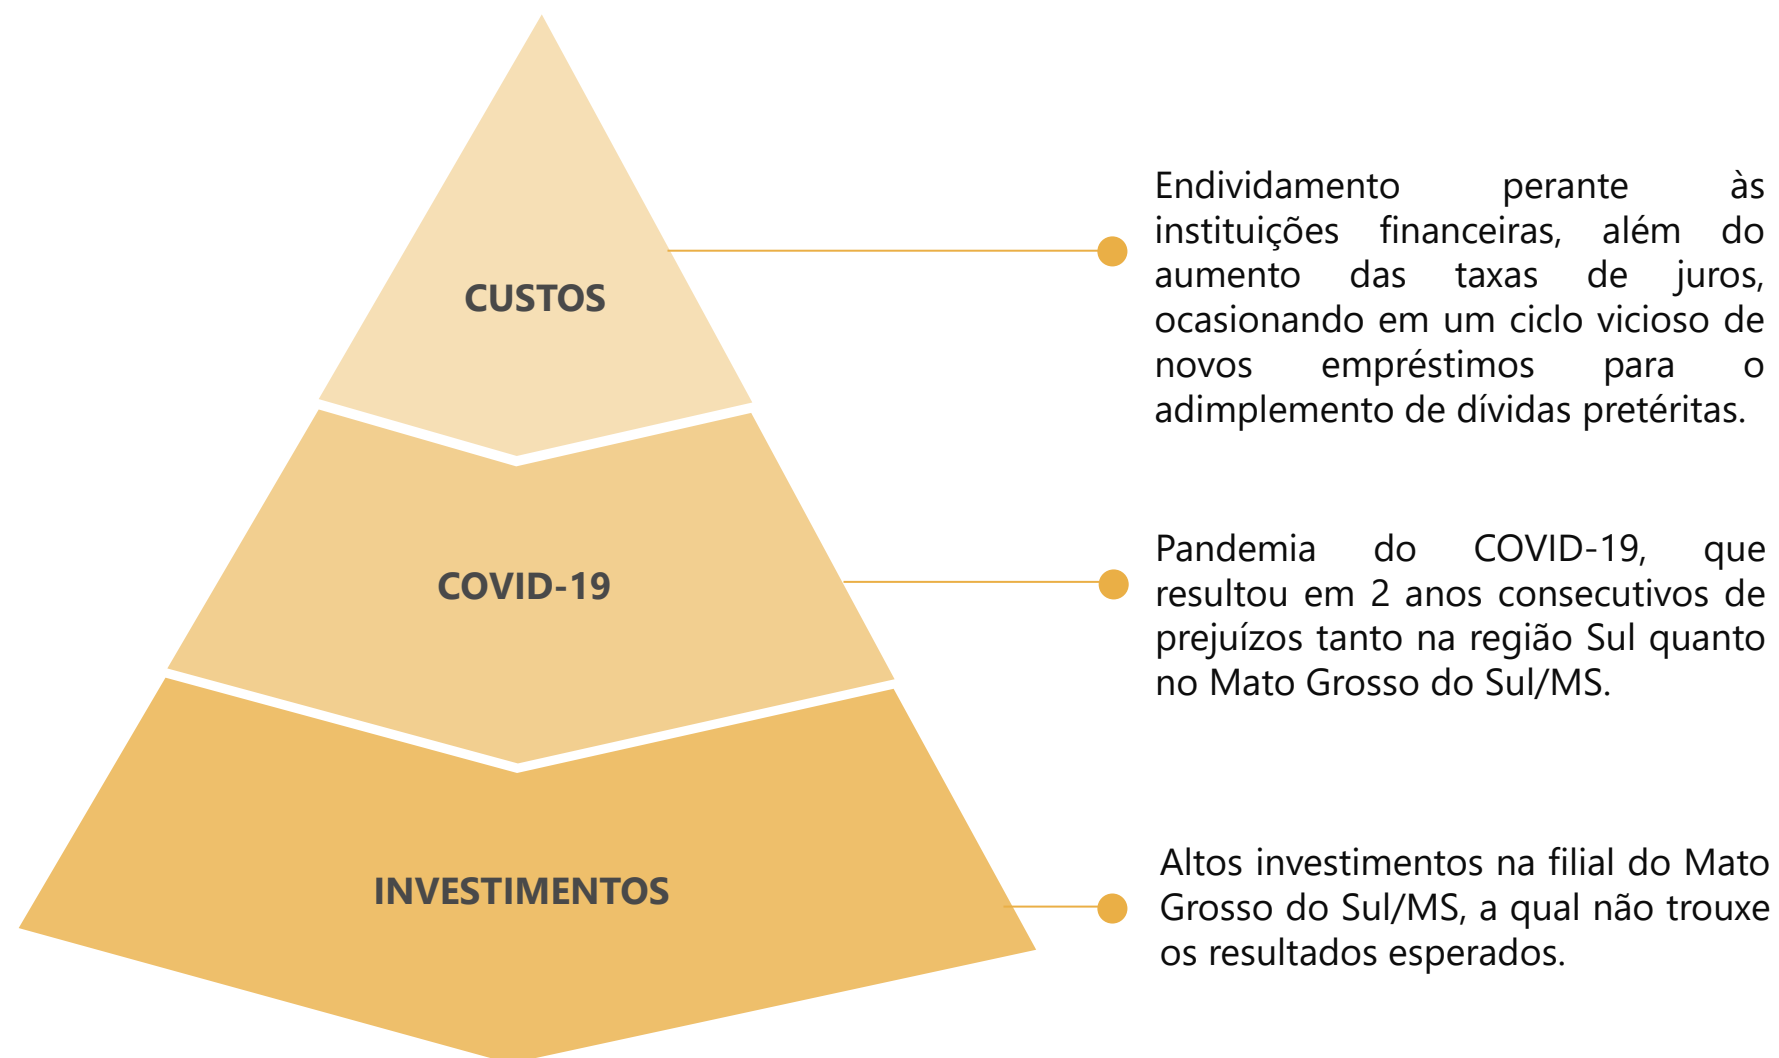 CUSTOS
Endividamento perante às
instituições financeiras, além do
aumento das taxas de juros,
ocasionando em um ciclo vicioso de
novos empréstimos para o
adimplemento de dívidas pretéritas.
COVID-19
Pandemia do COVID-19, que
resultou em 2 anos consecutivos de
prejuízos tanto na região Sul quanto
no Mato Grosso do Sul/MS.
INVESTIMENTOS
Altos investimentos na filial do Mato
Grosso do Sul/MS, a qual não trouxe
os resultados esperados.